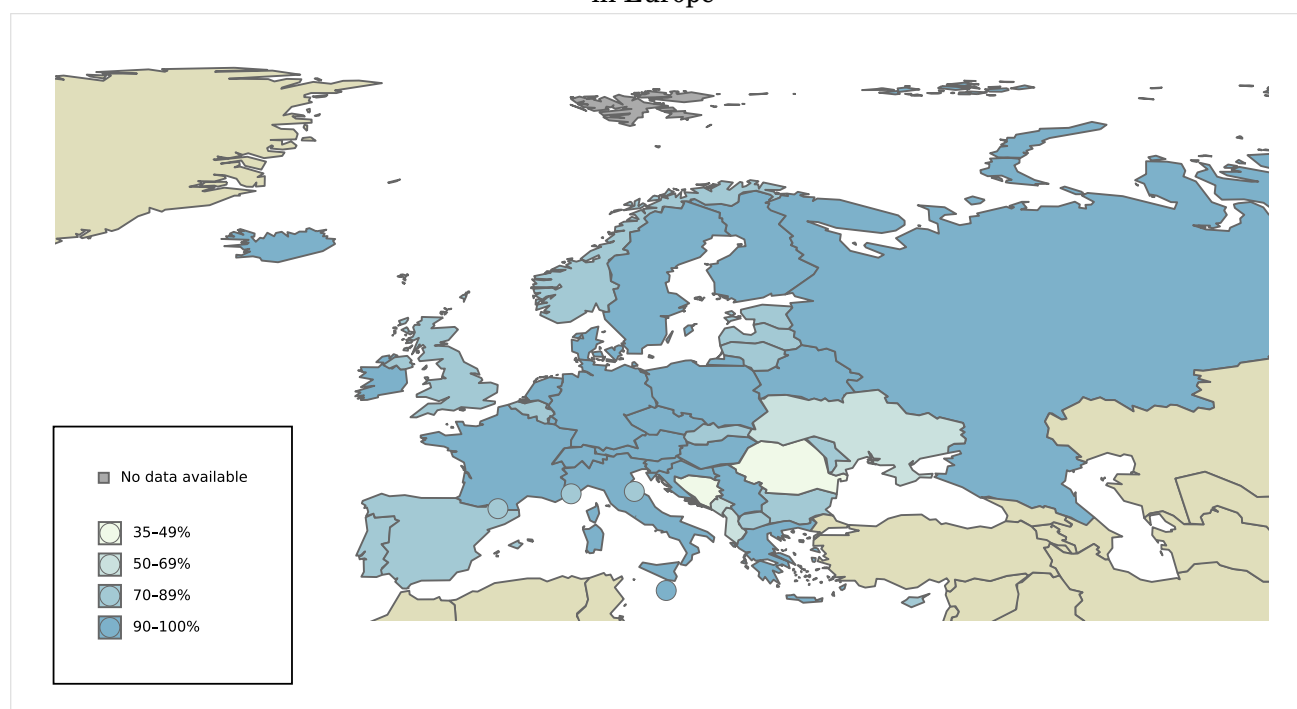 in Europe
No data available
35–49%
50–69%
70–89%
90–100%